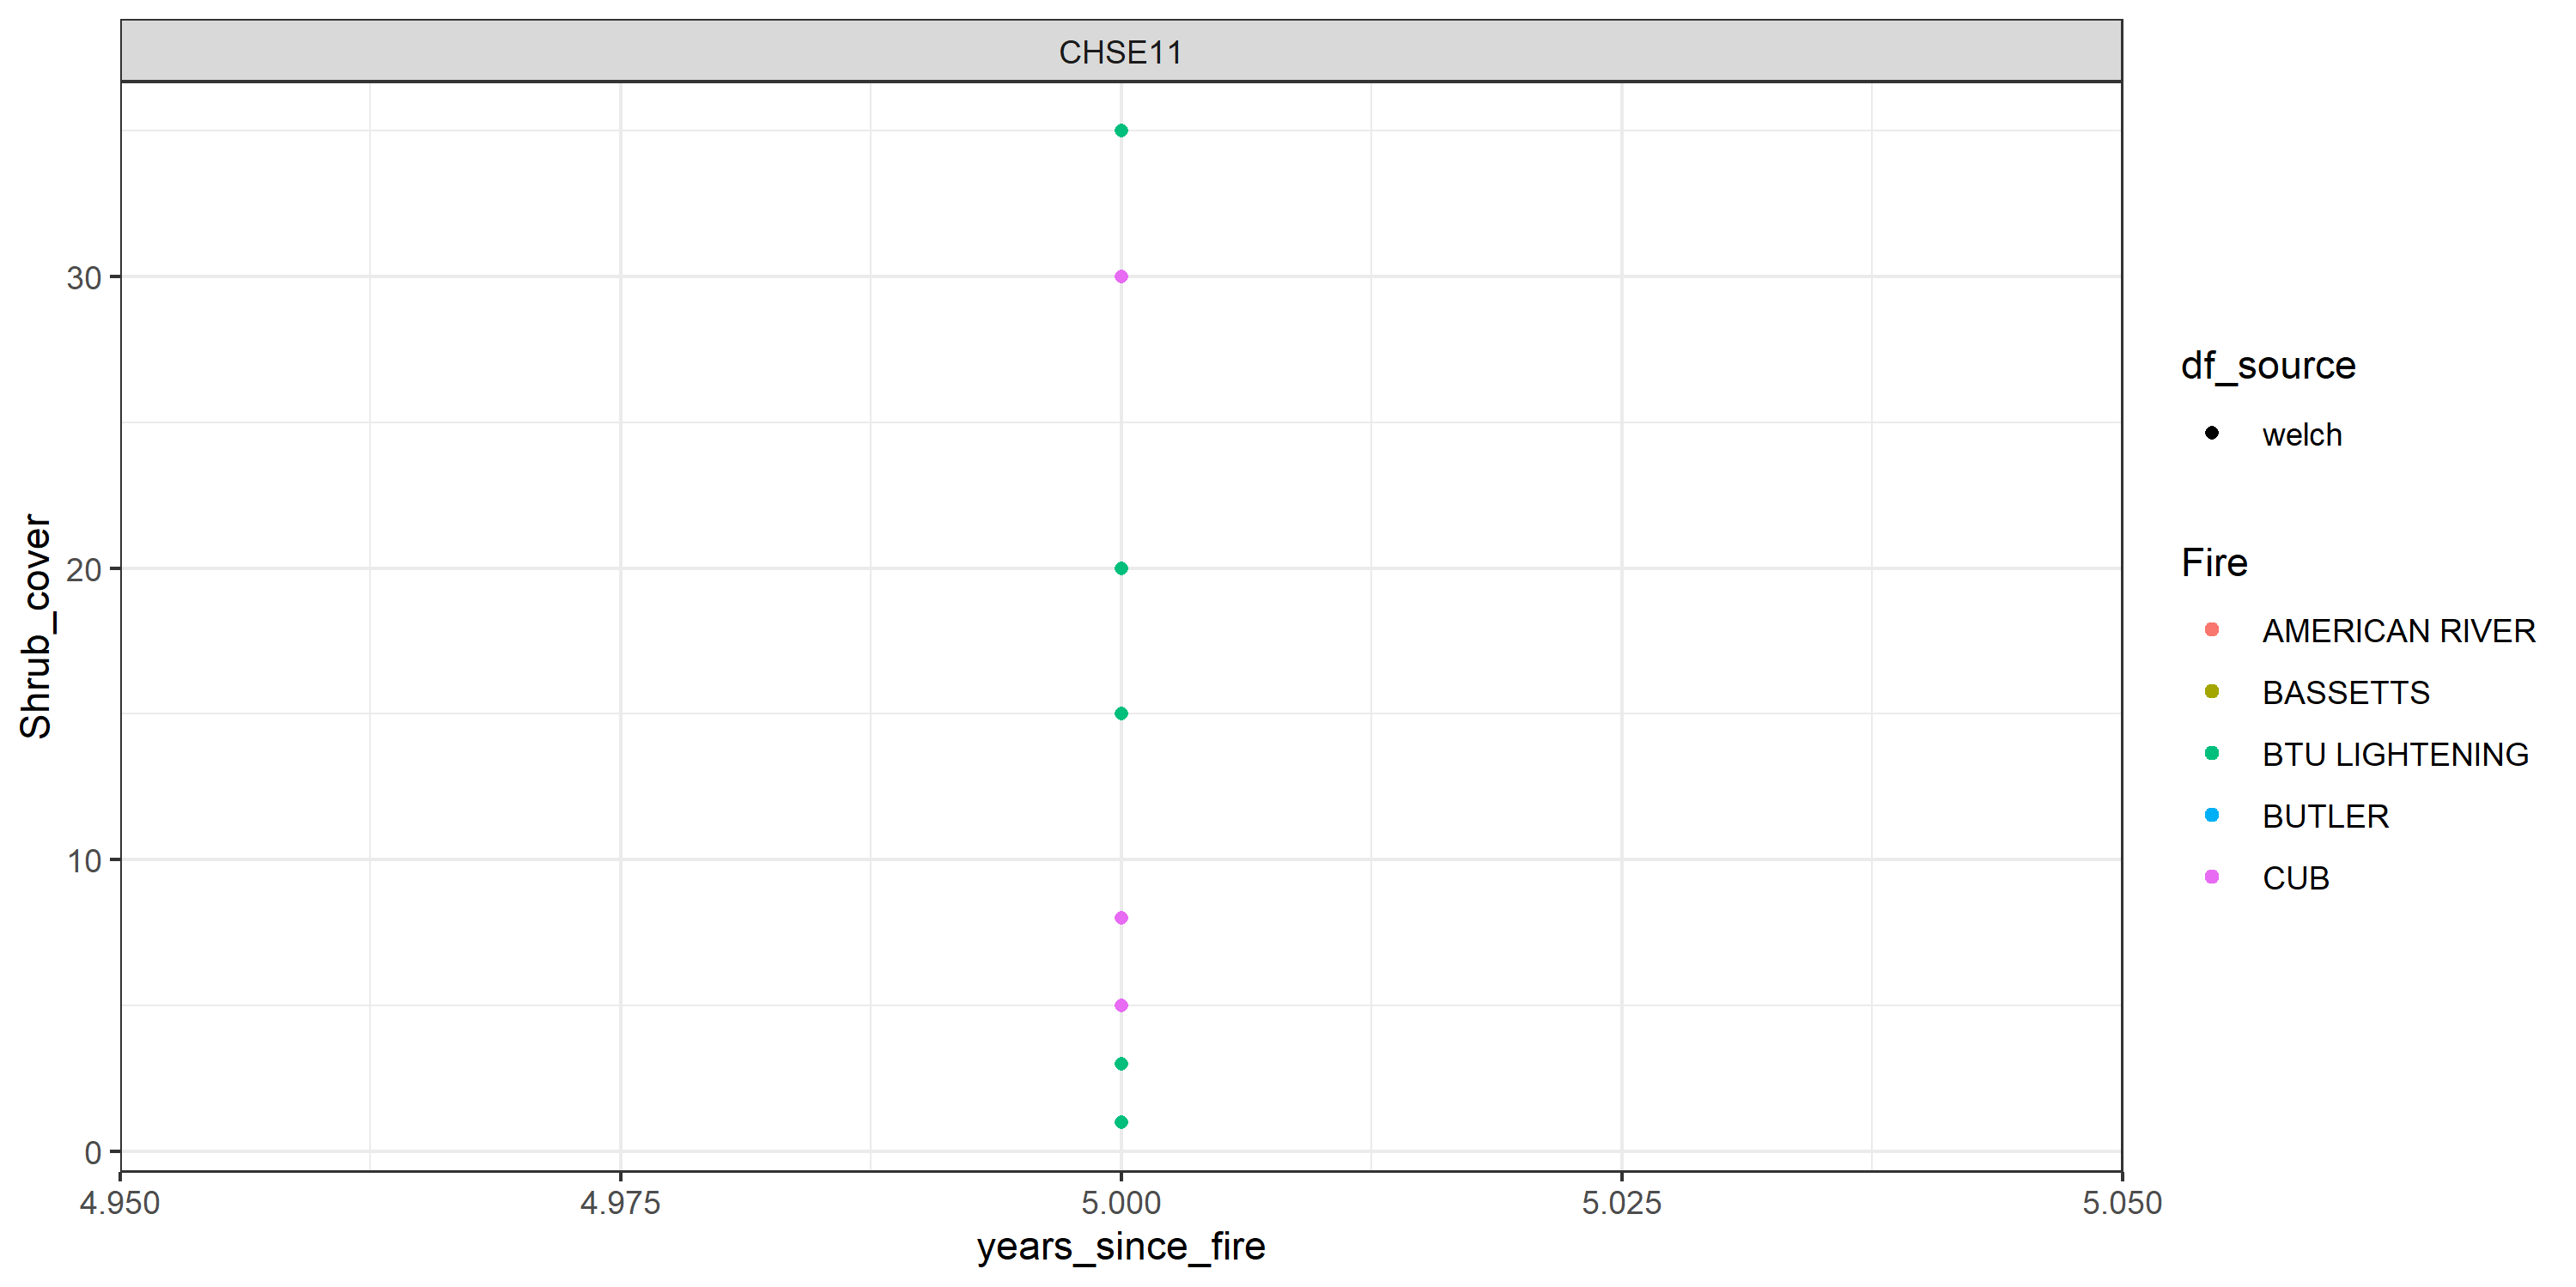 CHSE11
Shrub_cover
30
20
10
0
4.950
4.975
5.000
5.025
5.050
years_since_fire
df_source
welch
Fire
AMERICAN RIVER
BASSETTS
BTU LIGHTENING
BUTLER
CUB